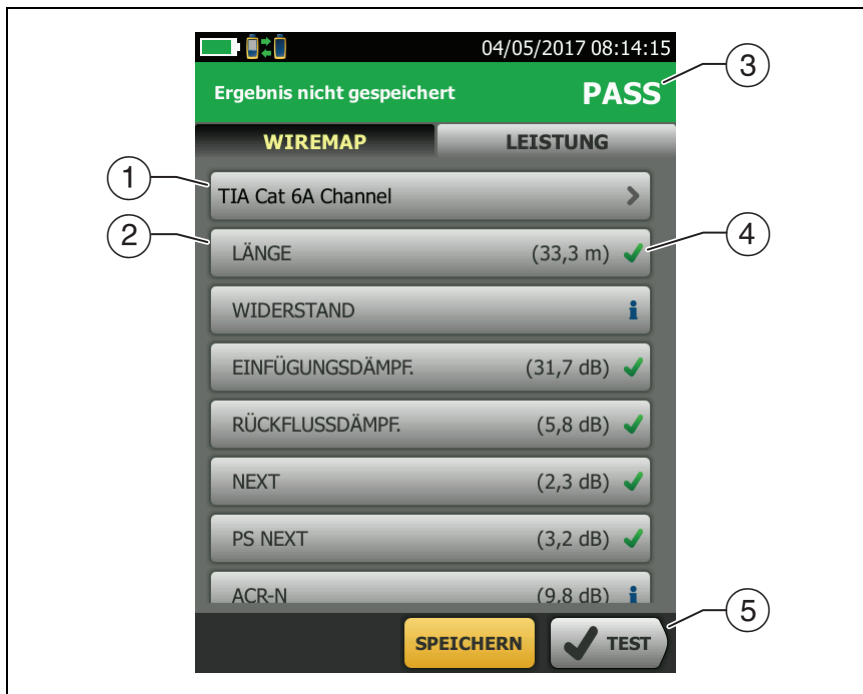 04/05/2017 08:14:15
Ergebnis nicht gespeichert PASS
WIREMAP LEISTUNG
TIA Cat 6A Channel
LÄNGE (33,3 m)
WIDERSTAND
EINFÜGUNGSDÄMPF. (31,7 dB)
RÜCKFLUSSDÄMPF. (5,8 dB)
NEXT (2,3 dB)
PS NEXT (3,2 dB)
ACR-N (9,8 dB)
SPEICHERN TEST
1
2
3
4
5